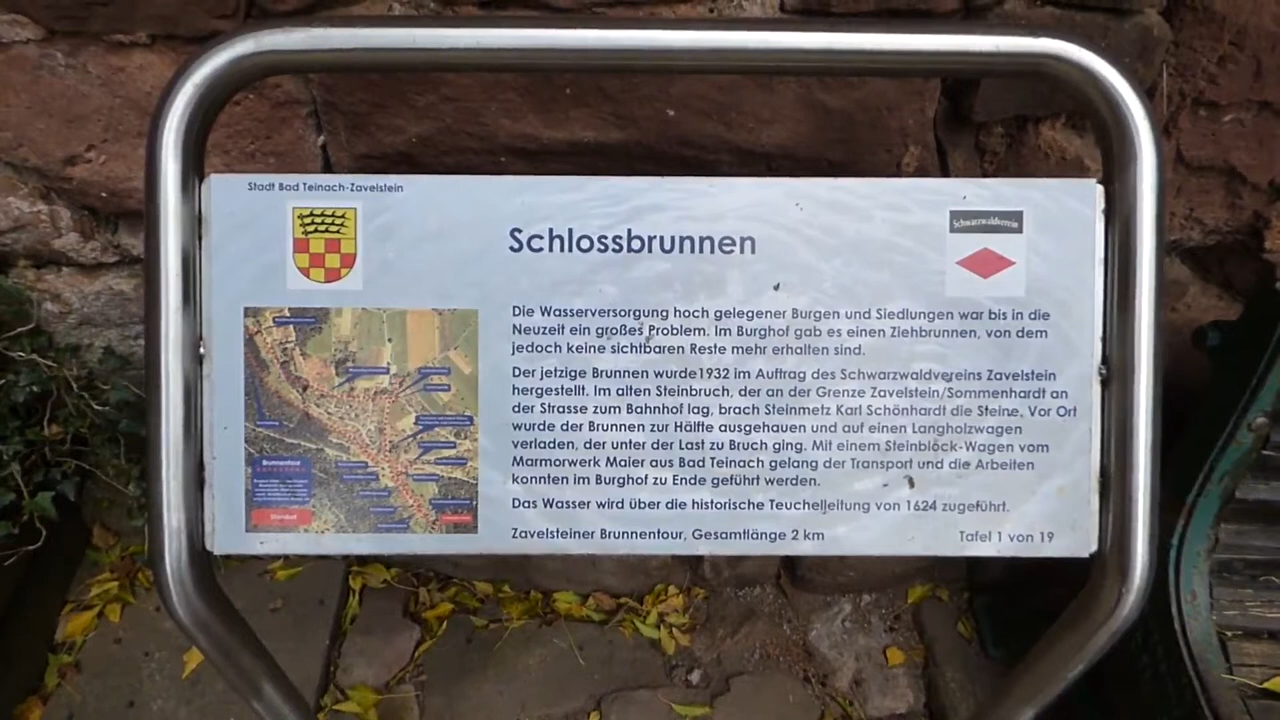 Stadt Bad Teinach-Zavelstein
Schlossbrunnen
Schwarzwaldverein
Die Wasserversorgung hoch gelegener Burgen und Siedlungen war bis in die
Neuzeit ein großes Problem. Im Burghof gab es einen Ziehbrunnen, von dem
jedoch keine sichtbaren Reste mehr erhalten sind.
Der jetzige Brunnen wurde1932 im Auftrag des Schwarzwaldvereins Zavelstein
hergestellt. Im alten Steinbruch, der an der Grenze Zavelstein/Sommenhardt an
der Strasse zum Bahnhof lag, brach Steinmetz Karl Schönhardt die Steine. Vor Ort
wurde der Brunnen zur Hälfte ausgehauen und auf einen Langholzwagen
verladen, der unter der Last zu Bruch ging. Mit einem Steinblock-Wagen vom
Marmorwerk Maier aus Bad Teinach gelang der Transport und die Arbeiten
konnten im Burghof zu Ende geführt werden.
Das Wasser wird über die historische Teuchelleitung von 1624 zugeführt.
Zavelsteiner Brunnentour, Gesamtlänge 2 km
Tafel 1 von 19
Brunnentour
Standort